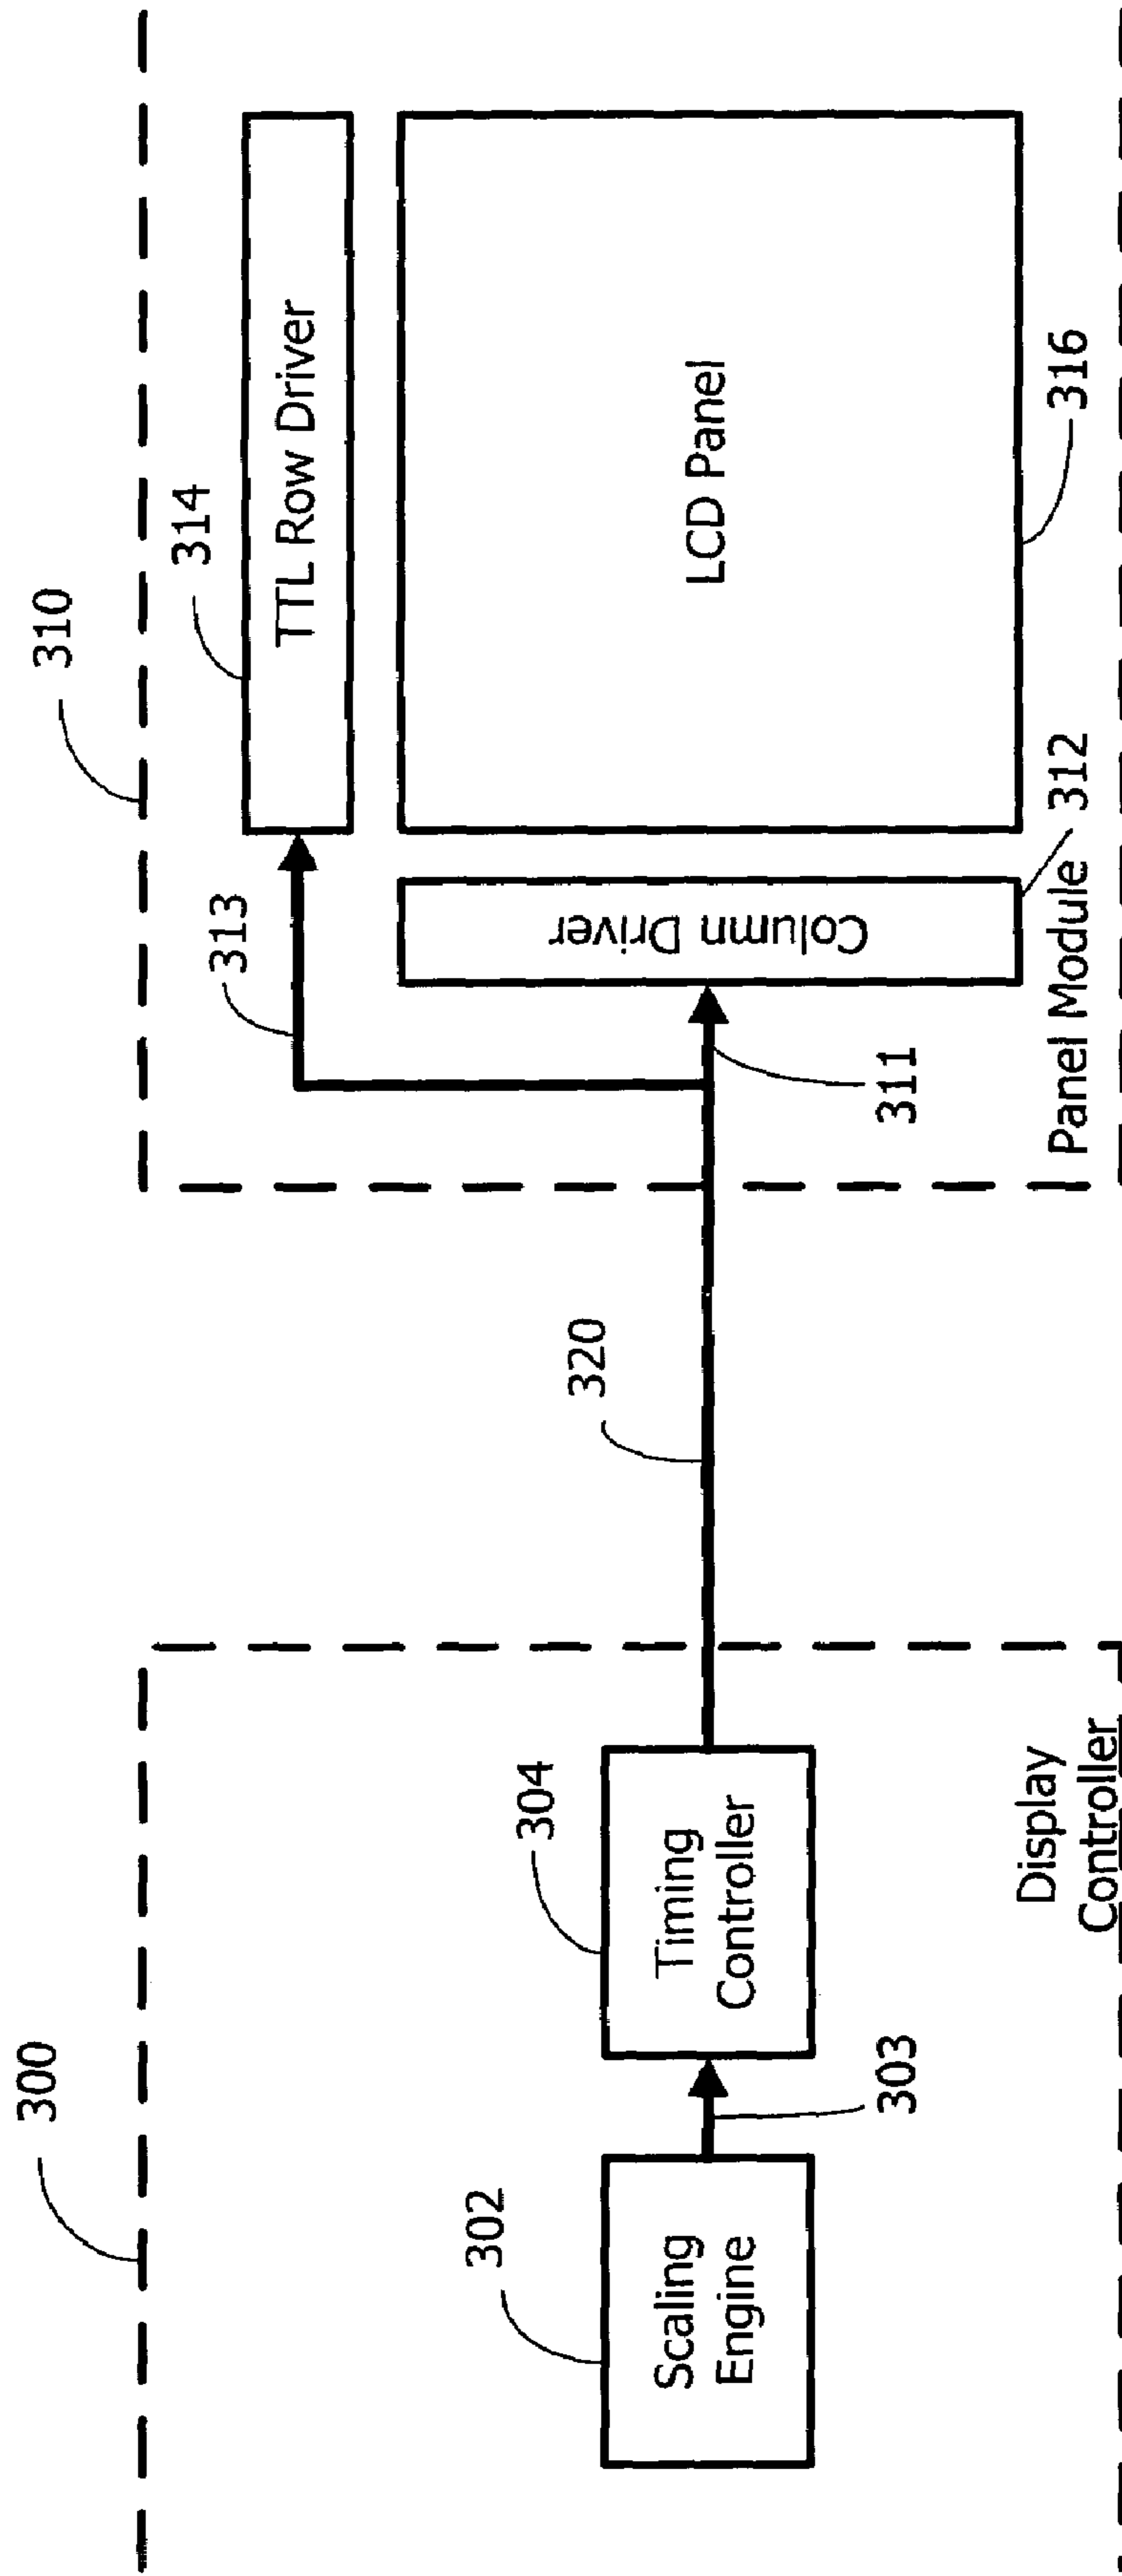 300
302
Scaling
Engine
303
304
Timing
Controller
Display
Controller
320
310
313
314
TTL Row Driver
311
Column Driver
312
LCD Panel
316
Panel Module